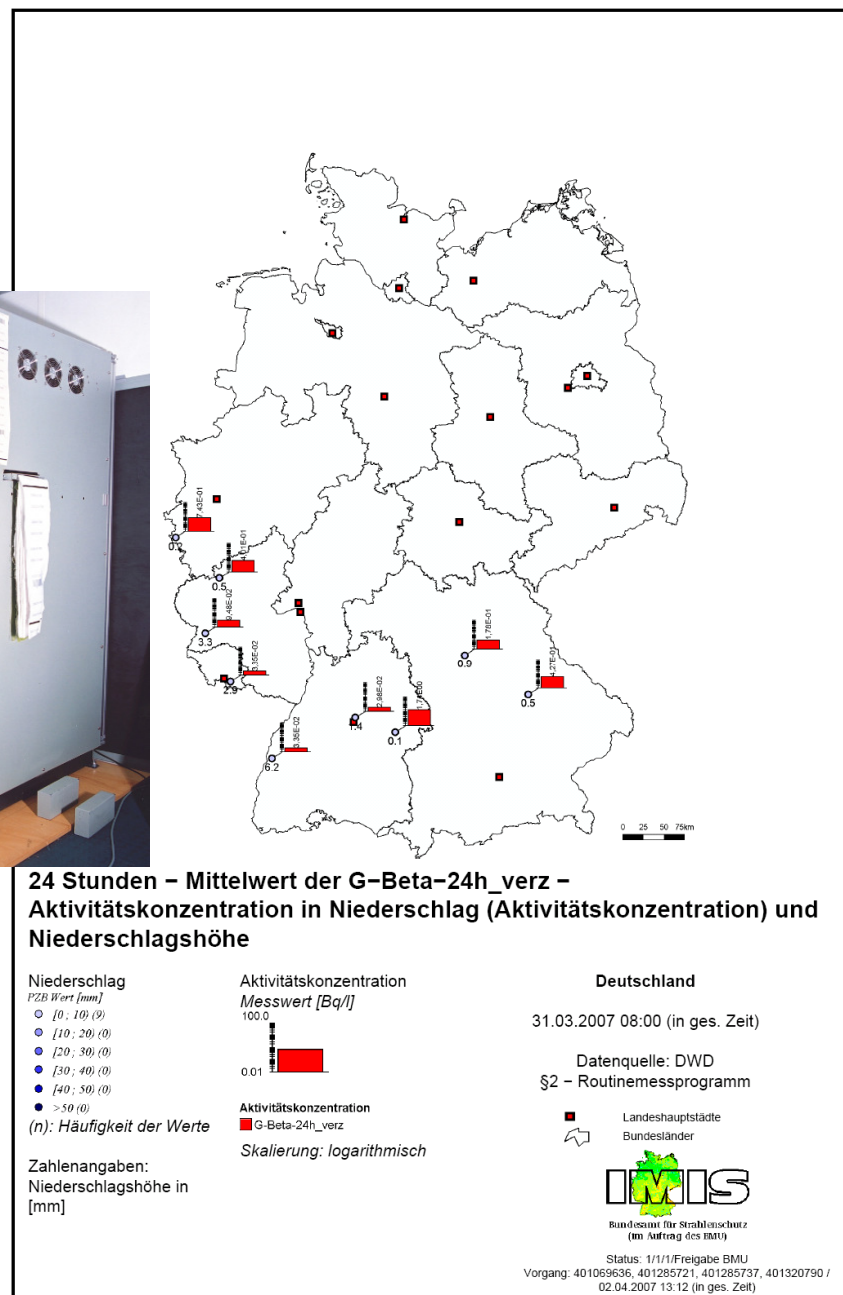 7,43E-01
0.2
4,01E-01
0.5
9,48E-02
3.3
3,35E-02
2.9
1,78E-01
0.9
4,27E-01
0.5
2,98E-02
1.4
0.1
3,35E-02
6.2
0 25 50 75km
24 Stunden − Mittelwert der G−Beta−24h_verz −
Aktivitätskonzentration in Niederschlag (Aktivitätskonzentration) und
Niederschlagshöhe
Niederschlag
PZB Wert [mm]
[0 ; 10) (9)
[10 ; 20) (0)
[20 ; 30) (0)
[30 ; 40) (0)
[40 ; 50) (0)
>50 (0)
(n): Häufigkeit der Werte
Zahlenangaben:
Niederschlagshöhe in
[mm]
Aktivitätskonzentration
Messwert [Bq/l]
100.0
0.01
Aktivitätskonzentration
G-Beta-24h_verz
Skalierung: logarithmisch
Deutschland
31.03.2007 08:00 (in ges. Zeit)
Datenquelle: DWD
§2 − Routinemessprogramm
Landeshauptstädte
Bundesländer
IMIS
Bundesamt für Strahlenschutz
(im Auftrag des BMU)
Status: 1/1/1/Freigabe BMU
Vorgang: 401069636, 401285721, 401285737, 401320790 /
02.04.2007 13:12 (in ges. Zeit)